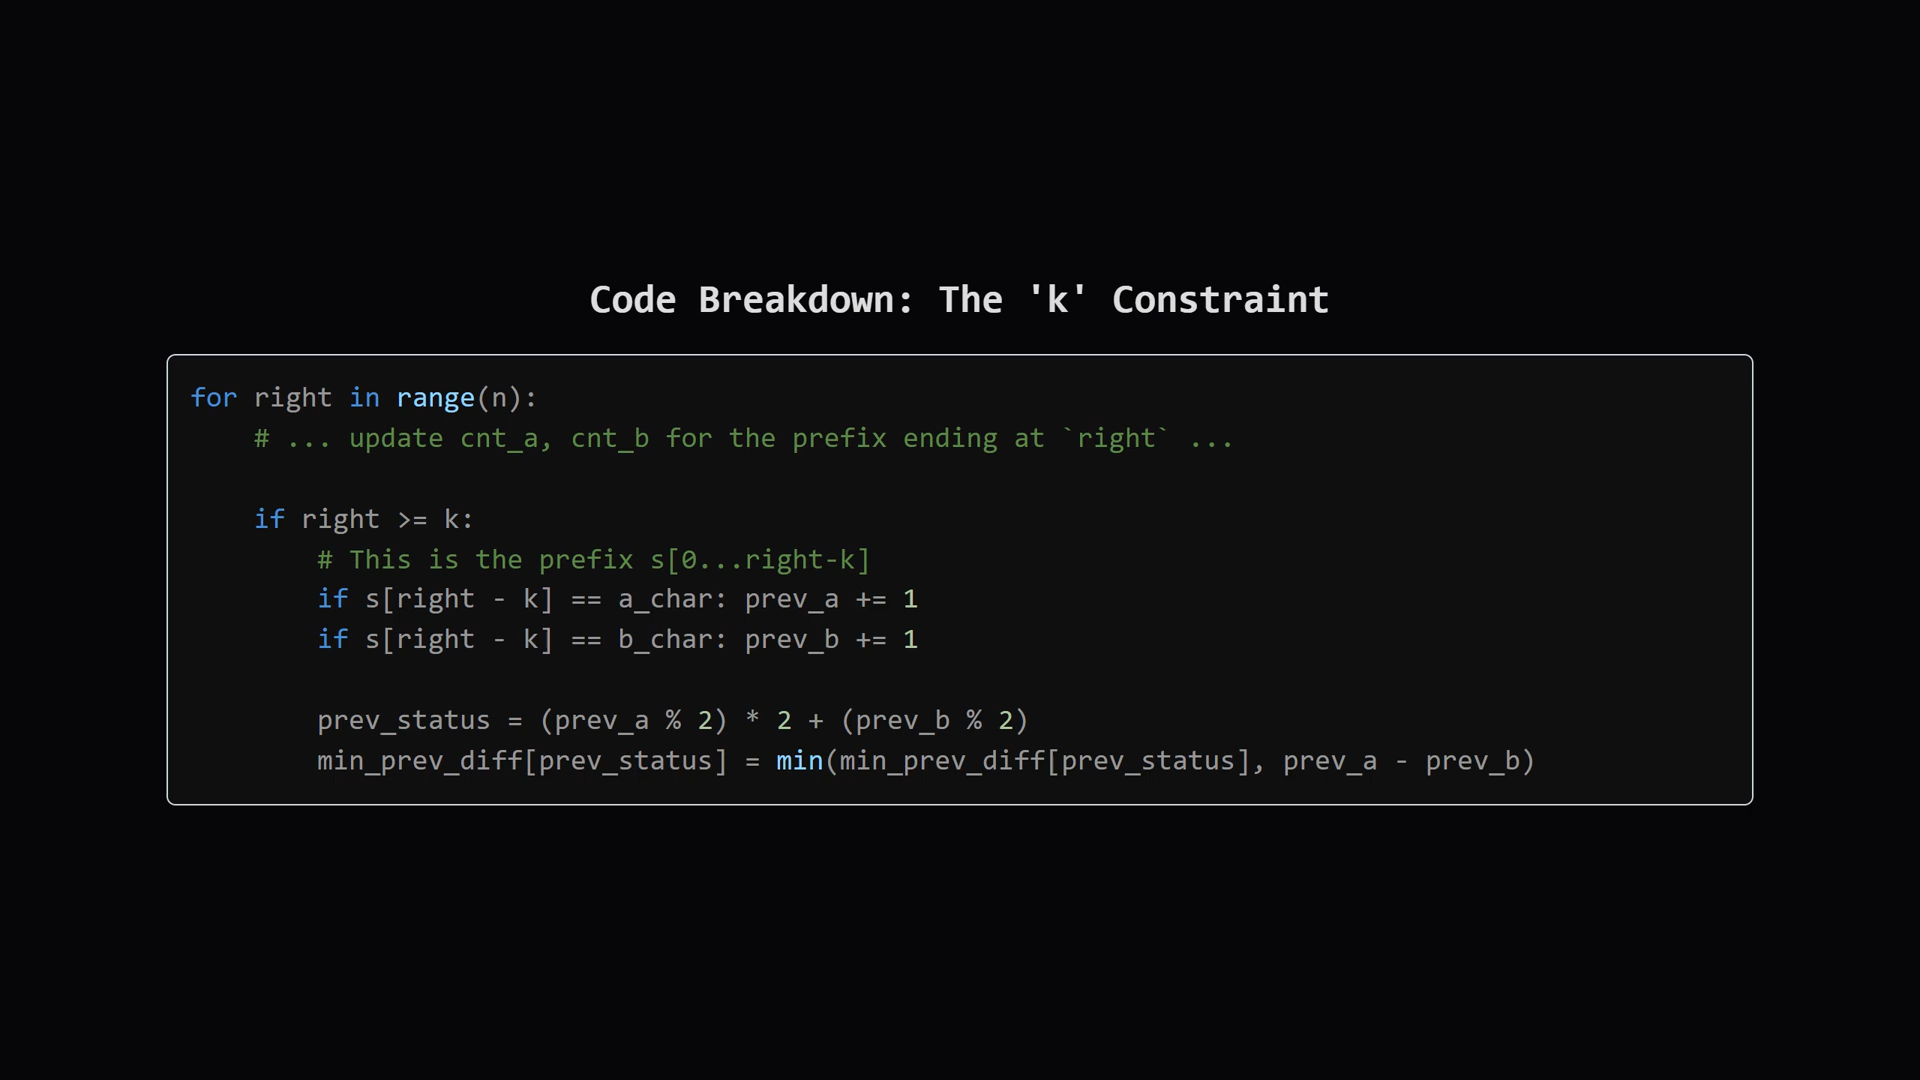 Code Breakdown: The 'k' Constraint
for right in range(n):
    # ... update cnt_a, cnt_b for the prefix ending at `right` ...
    if right >= k:
        # This is the prefix s[0...right-k]
        if s[right - k] == a_char: prev_a += 1
        if s[right - k] == b_char: prev_b += 1
        prev_status = (prev_a % 2) * 2 + (prev_b % 2)
        min_prev_diff[prev_status] = min(min_prev_diff[prev_status], prev_a - prev_b)